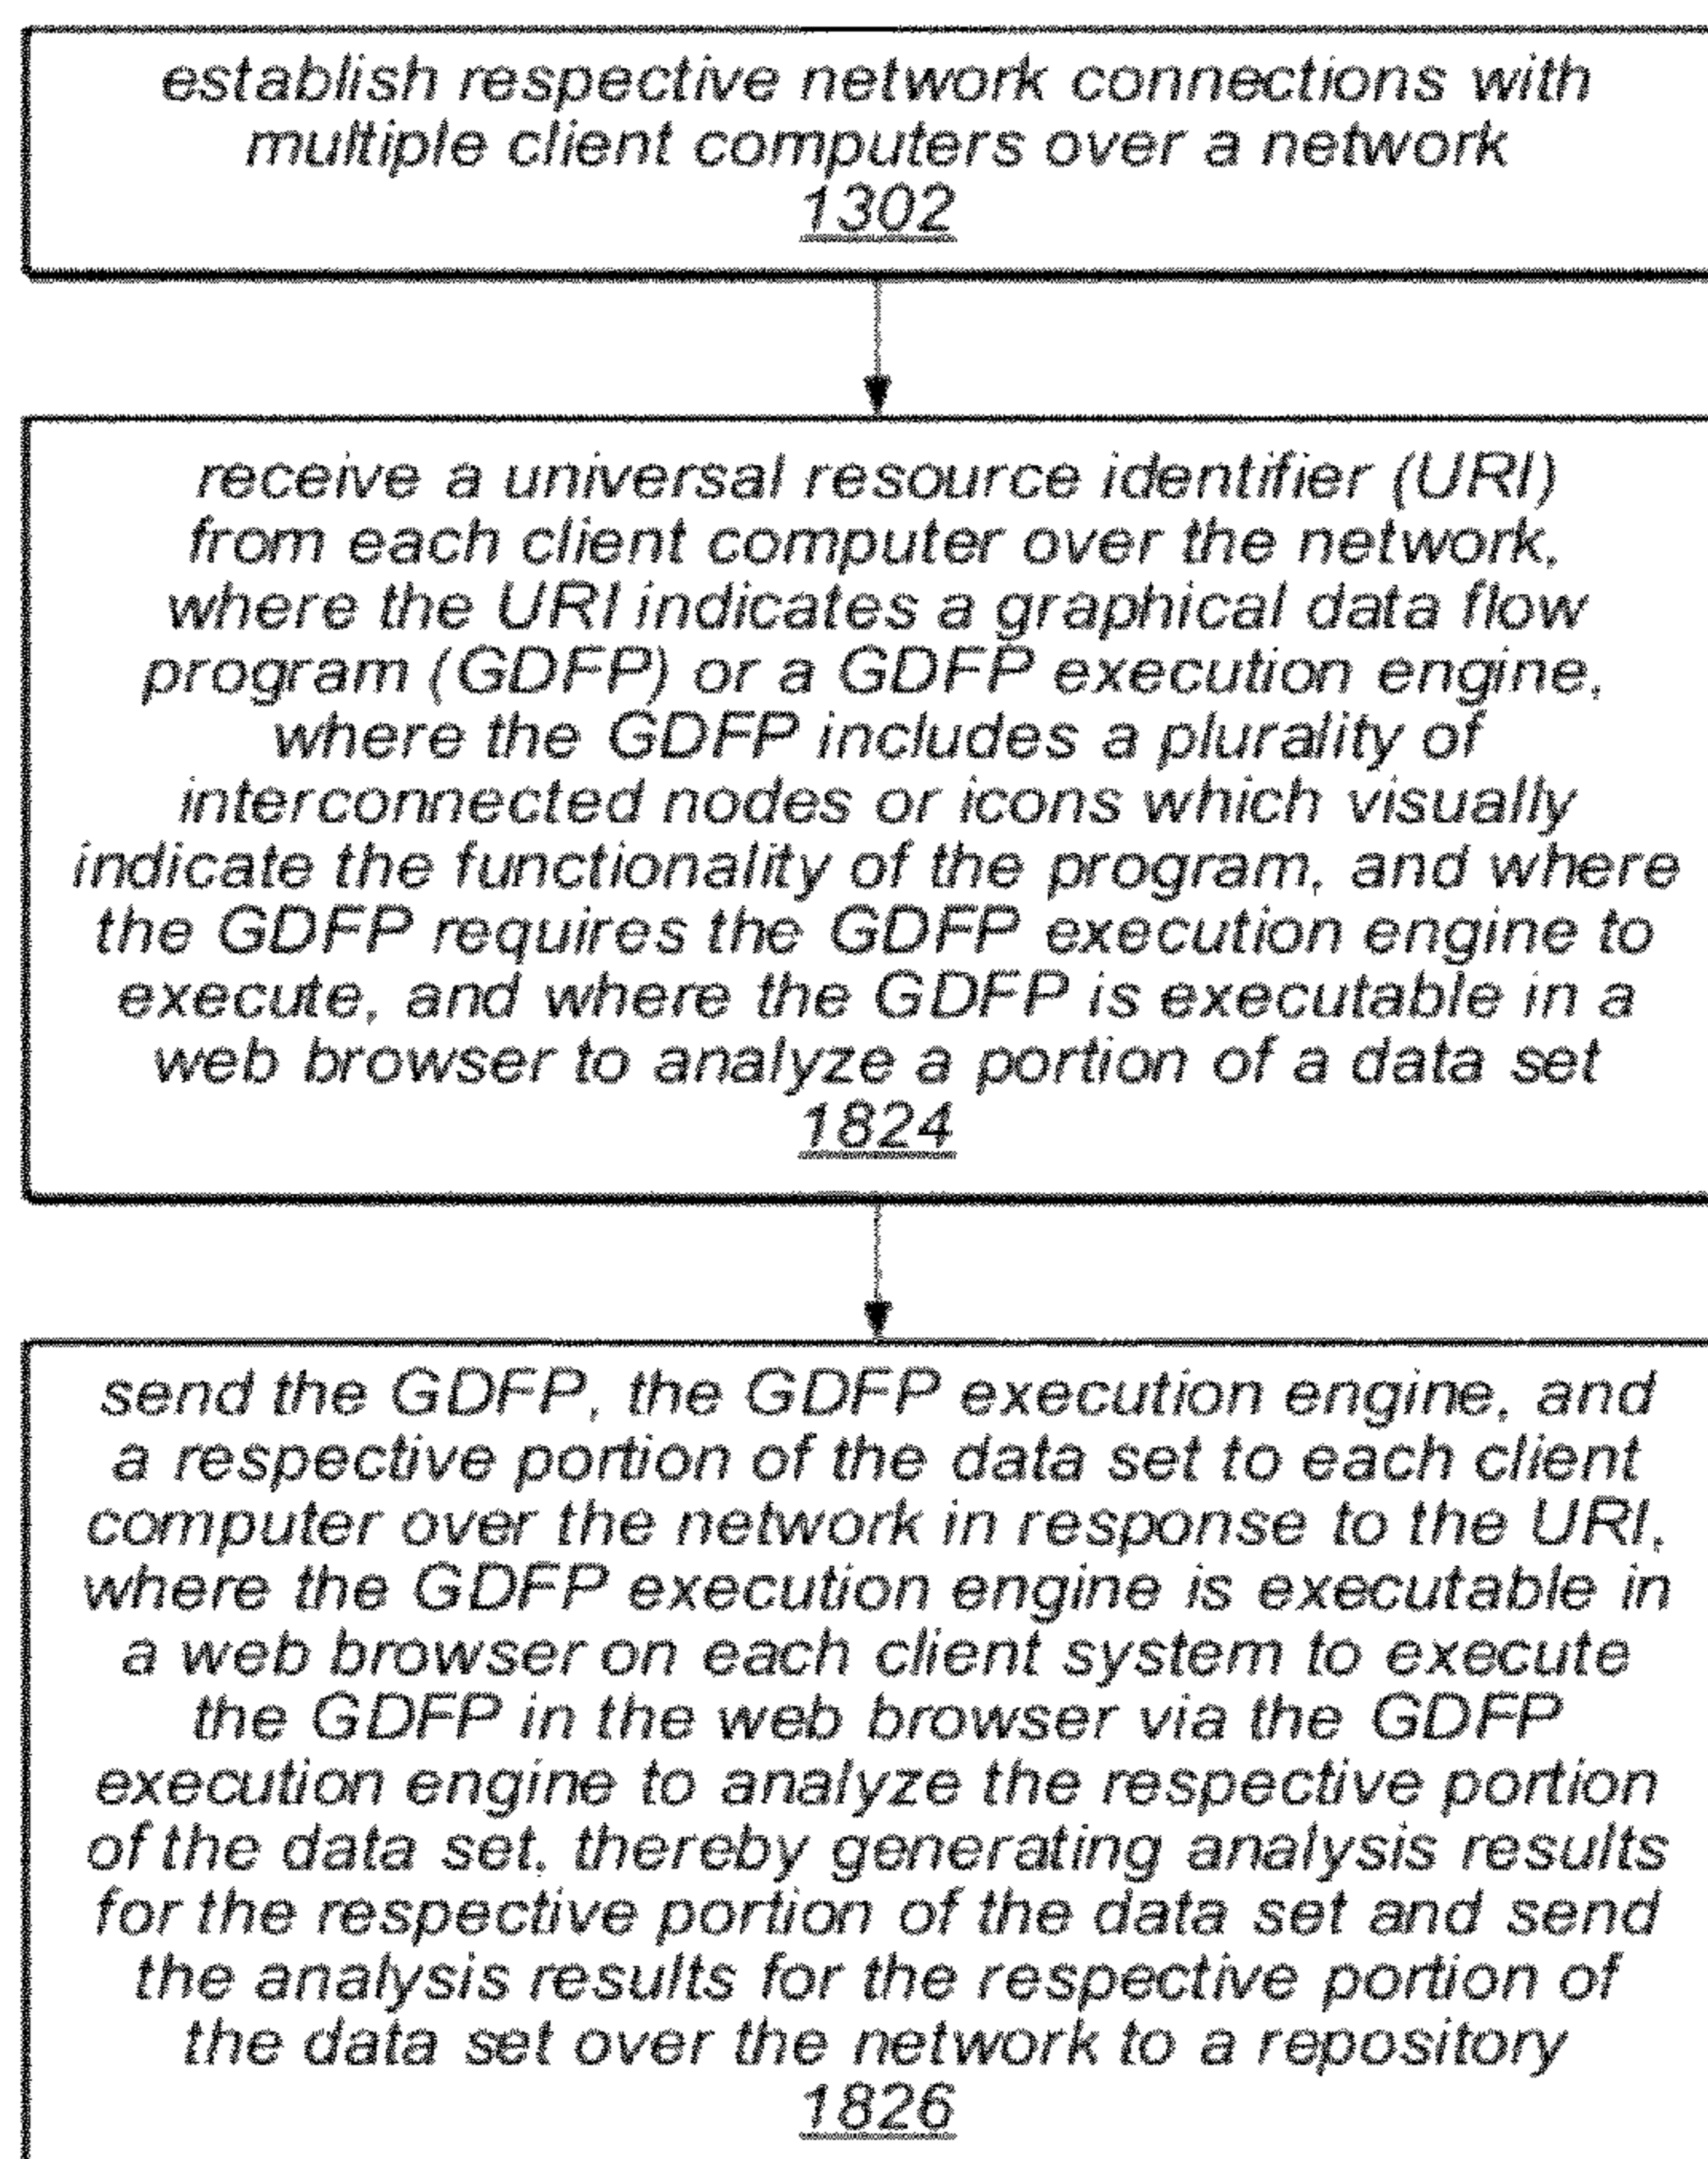 establish respective network connections with
multiple client computers over a network
1302
receive a universal resource identifier (URI)
from each client computer over the network,
where the URI indicates a graphical data flow
program (GDFP) or a GDFP execution engine,
where the GDFP includes a plurality of
interconnected nodes or icons which visually
indicate the functionality of the program, and where
the GDFP requires the GDFP execution engine to
execute, and where the GDFP is executable in a
web browser to analyze a portion of a data set
1824
send the GDFP, the GDFP execution engine, and
a respective portion of the data set to each client
computer over the network in response to the URI,
where the GDFP execution engine is executable in
a web browser on each client system to execute
the GDFP in the web browser via the GDFP
execution engine to analyze the respective portion
of the data set, thereby generating analysis results
for the respective portion of the data set and send
the analysis results for the respective portion of
the data set over the network to a repository
1826